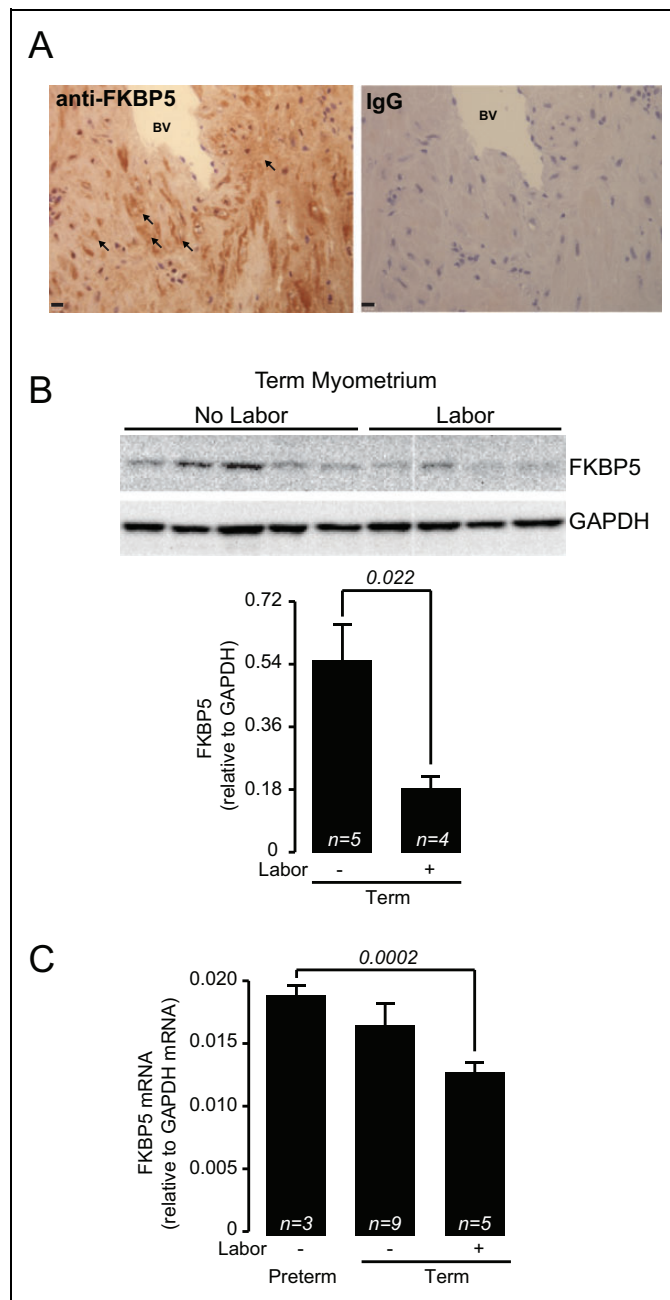 A
anti-FKBP5
BV
IgG
BV
B
Term Myometrium
No Labor
Labor
FKBP5
GAPDH
0.022
0.72
0.54
0.36
0.18
0
FKBP5
(relative to GAPDH)
n=5
n=4
Labor - +
Term
C
0.0002
0.020
0.015
0.010
0.005
0
FKBP5 mRNA
(relative to GAPDH mRNA)
n=3
n=9
n=5
Labor - - +
Preterm Term